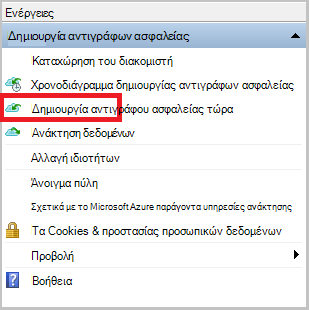 Ενέργειες
Δημιουργία αντιγράφων ασφαλείας
Καταχώρηση του διακομιστή
Χρονοδιάγραμμα δημιουργίας αντιγράφων ασφαλείας
Δημιουργία αντιγράφου ασφαλείας τώρα
Ανάκτηση δεδομένων
Αλλαγή ιδιοτήτων
Άνοιγμα πύλη
Σχετικά με το Microsoft Azure παράγοντα υπηρεσίες ανάκτησης
Τα Cookies & προστασίας προσωπικών δεδομένων
Προβολή
Βοήθεια